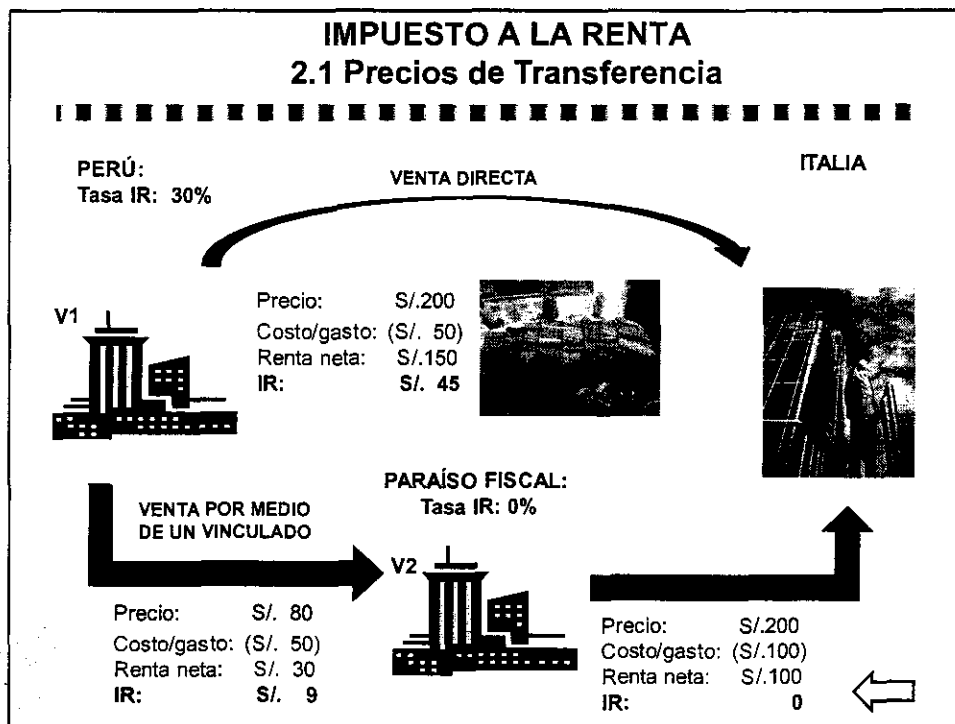 IMPUESTO A LA RENTA
2.1 Precios de Transferencia
PERÚ:
Tasa IR: 30%
VENTA DIRECTA
ITALIA
V1
Precio: S/.200
Costo/gasto: (S/. 50)
Renta neta: S/.150
IR: S/. 45
PARAÍSO FISCAL:
Tasa IR: 0%
VENTA POR MEDIO
DE UN VINCULADO
V2
Precio: S/. 80
Costo/gasto: (S/. 50)
Renta neta: S/. 30
IR: S/. 9
Precio: S/.200
Costo/gasto: (S/.100)
Renta neta: S/.100
IR: 0